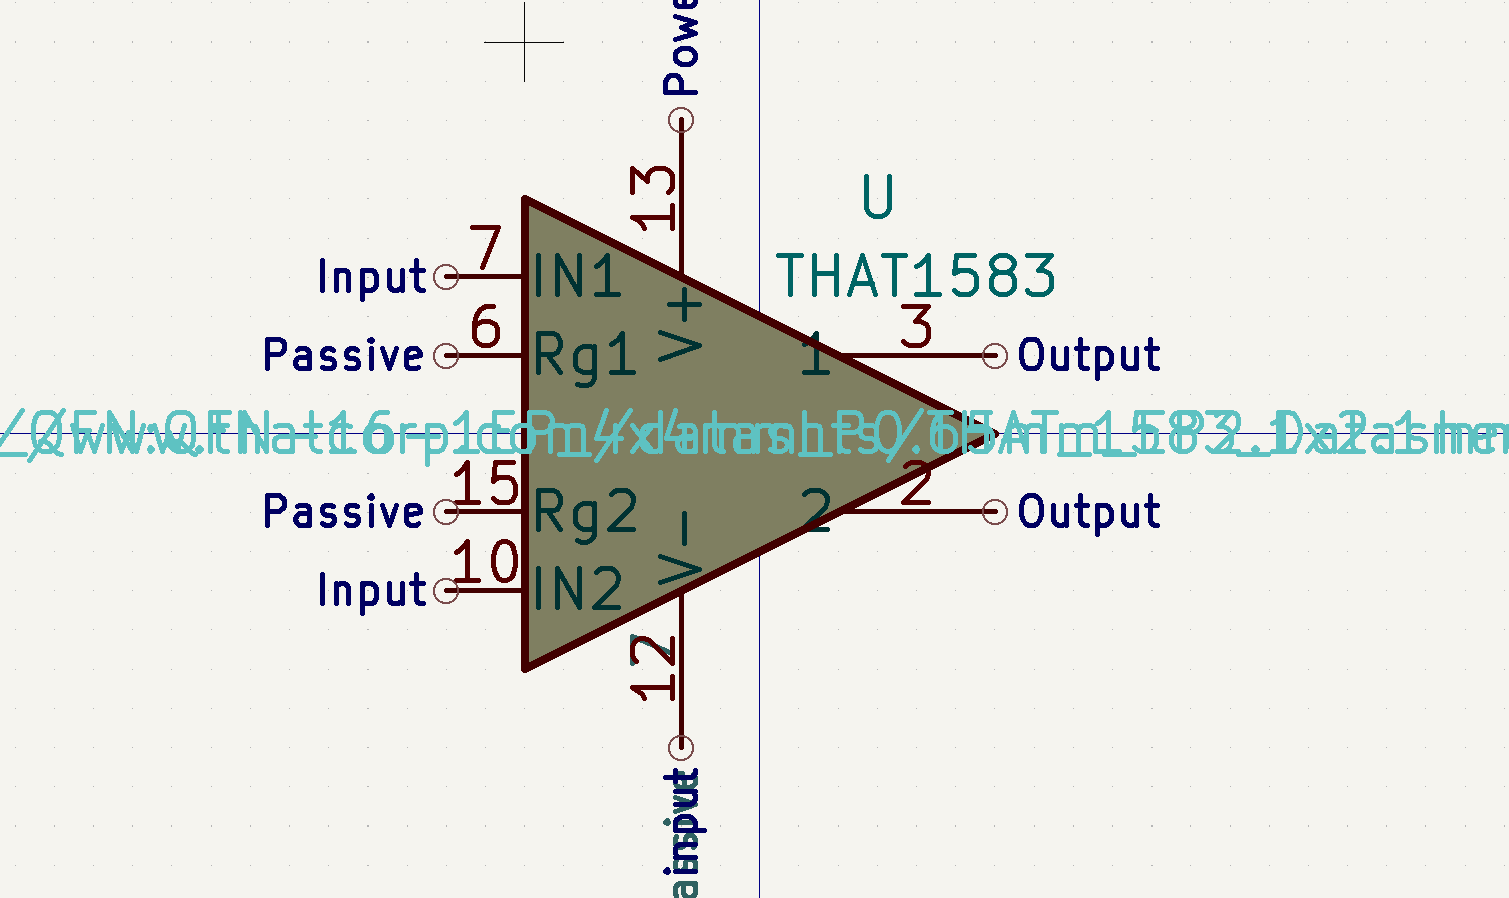 Powe
13
U
7
Input
IN1
THAT1583
V+
6
3
Passive
Rg1
1
Output
15
2
Passive
Rg2
2
Output
V-
10
Input
IN2
12
input